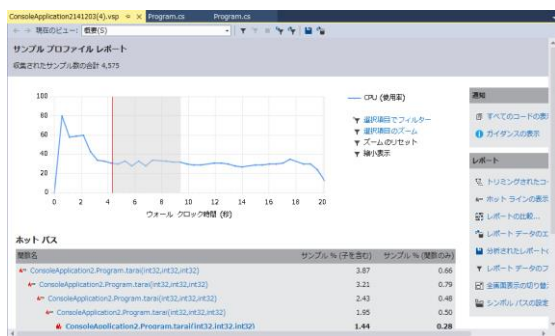 ConsoleApplication2141203(4).vsp
Program.cs
Program.cs
現在のビュー: 概要(S)
サンプル プロファイル レポート
収集されたサンプル数の合計 4,575
100
80
60
40
20
0
0 2 4 6 8 10 12 14 16 18 20
ウォール クロック時間 (秒)
CPU (使用率)
選択項目でフィルター
選択項目のズーム
ズームのリセット
縮小表示
通知
すべてのコードの表
ガイダンスの表示
レポート
トリミングされたコー
ホット ラインの表示
レポートの比較...
レポート データのエ
分析されたレポート
レポート データのフ
全画面表示の切り替
シンボル パスの設定
ホット パス
関数名 サンプル % (子を含む) サンプル % (関数のみ)
ConsoleApplication2.Program.tarai(int32,int32,int32) 3.87 0.66
ConsoleApplication2.Program.tarai(int32,int32,int32) 3.21 0.79
ConsoleApplication2.Program.tarai(int32,int32,int32) 2.43 0.48
ConsoleApplication2.Program.tarai(int32,int32,int32) 1.95 0.50
ConsoleApplication2.Program.tarai(int32,int32,int32) 1.44 0.28